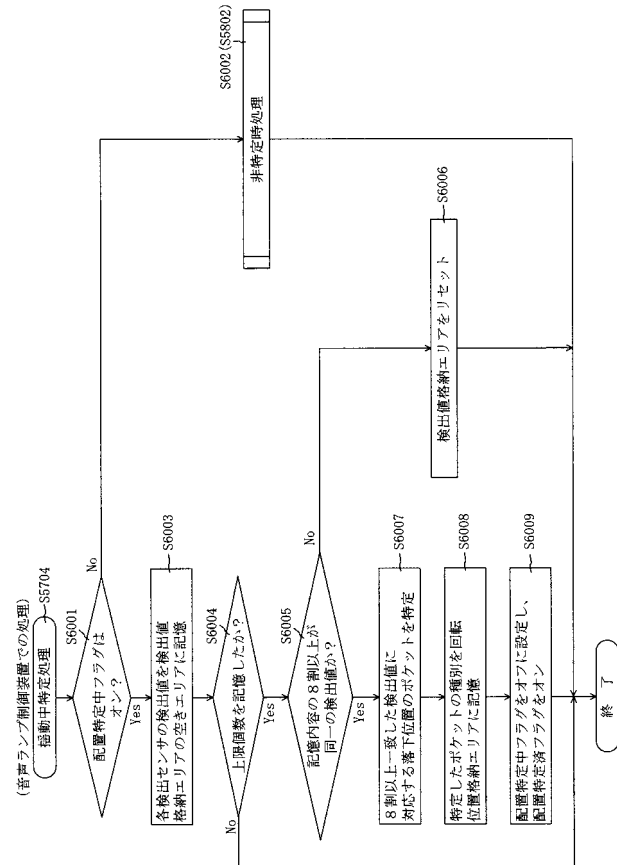 (音声ランプ制御装置での処理)
揺動中特定処理
S5704
S6001
配置特定中フラグは
オン?
No
Yes
S6002(S5802)
非特定時処理
S6003
各検出センサの検出値を検出値
格納エリアの空きエリアに記憶
S6004
上限個数を記憶したか?
No
Yes
S6005
記憶内容の8割以上が
同一の検出値か?
No
Yes
S6006
検出値格納エリアをリセット
S6007
8割以上一致した検出値に
対応する落下位置のポケットを特定
S6008
特定したポケットの種別を回転
位置格納エリアに記憶
S6009
配置特定中フラグをオフに設定し、
配置特定済フラグをオン
終 了